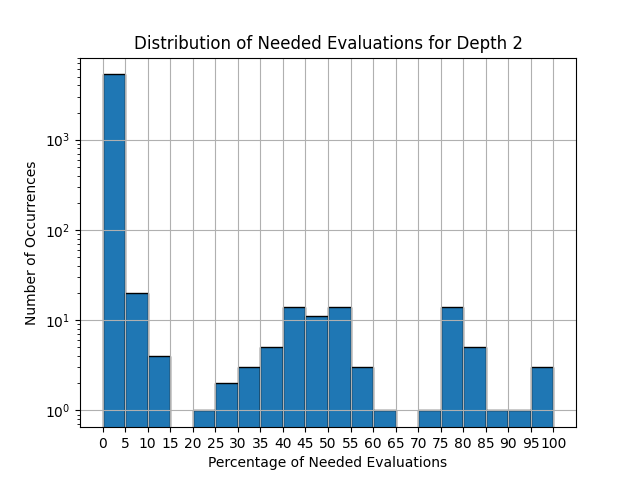 Distribution of Needed Evaluations for Depth 2
Number of Occurrences
10³
10²
10¹
10⁰
0 5 10 15 20 25 30 35 40 45 50 55 60 65 70 75 80 85 90 95 100
Percentage of Needed Evaluations